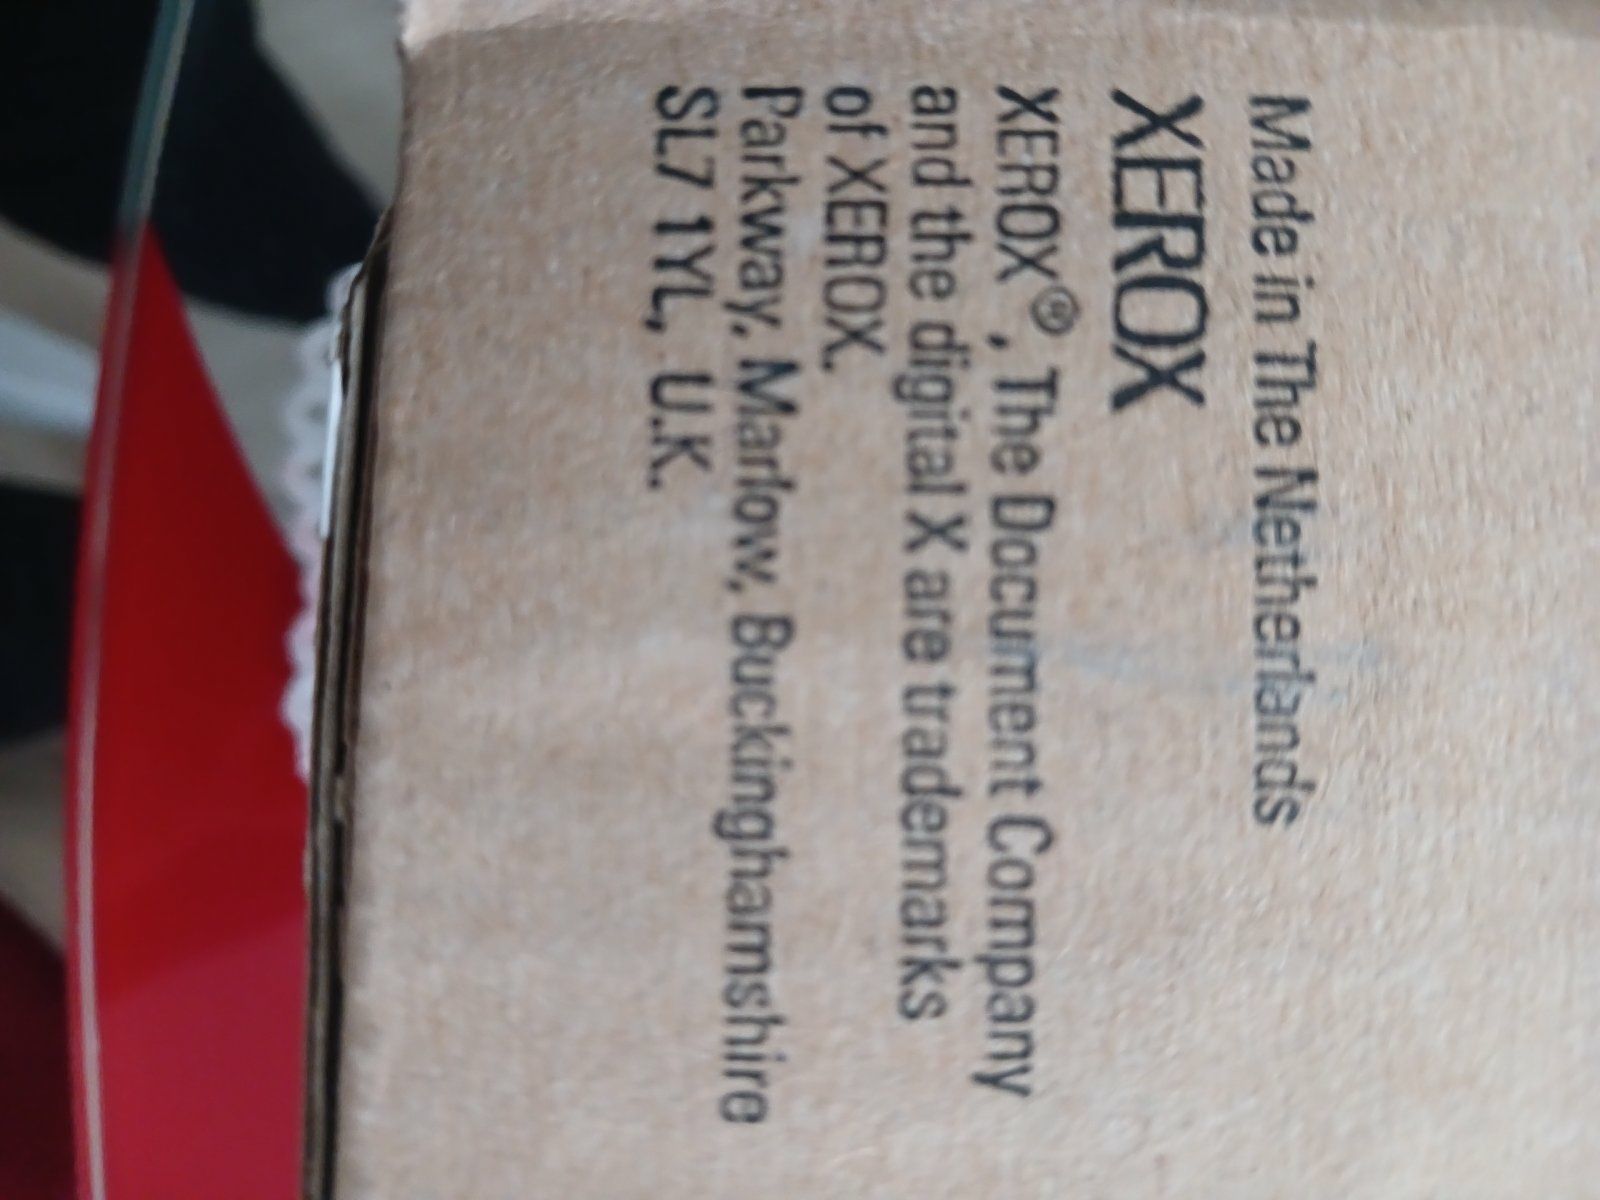 Made in The Netherlands
XEROX
XEROX®, The Document Company
and the digital X are trademarks
of XEROX.
Parkway, Marlow, Buckinghamshire
SL7 1YL, U.K.